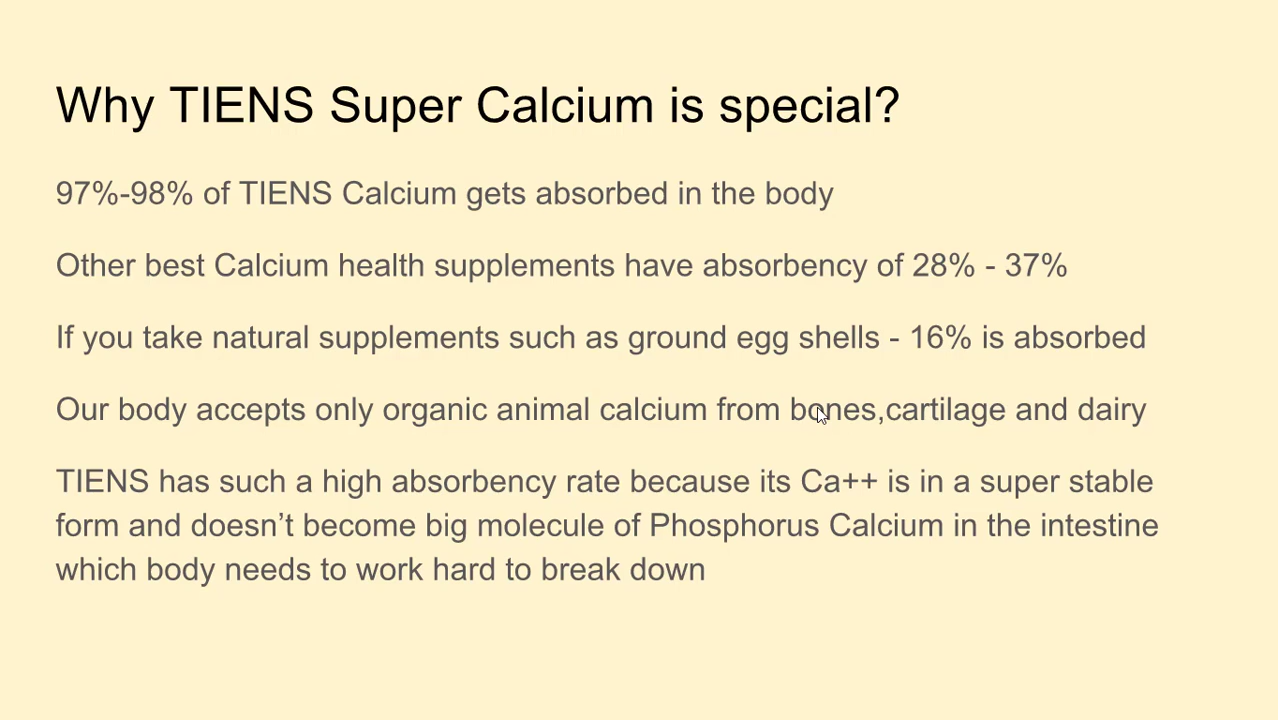 Why TIENS Super Calcium is special?
97%-98% of TIENS Calcium gets absorbed in the body
Other best Calcium health supplements have absorbency of 28% - 37%
If you take natural supplements such as ground egg shells - 16% is absorbed
Our body accepts only organic animal calcium from bones,cartilage and dairy
TIENS has such a high absorbency rate because its Ca++ is in a super stable
form and doesn’t become big molecule of Phosphorus Calcium in the intestine
which body needs to work hard to break down